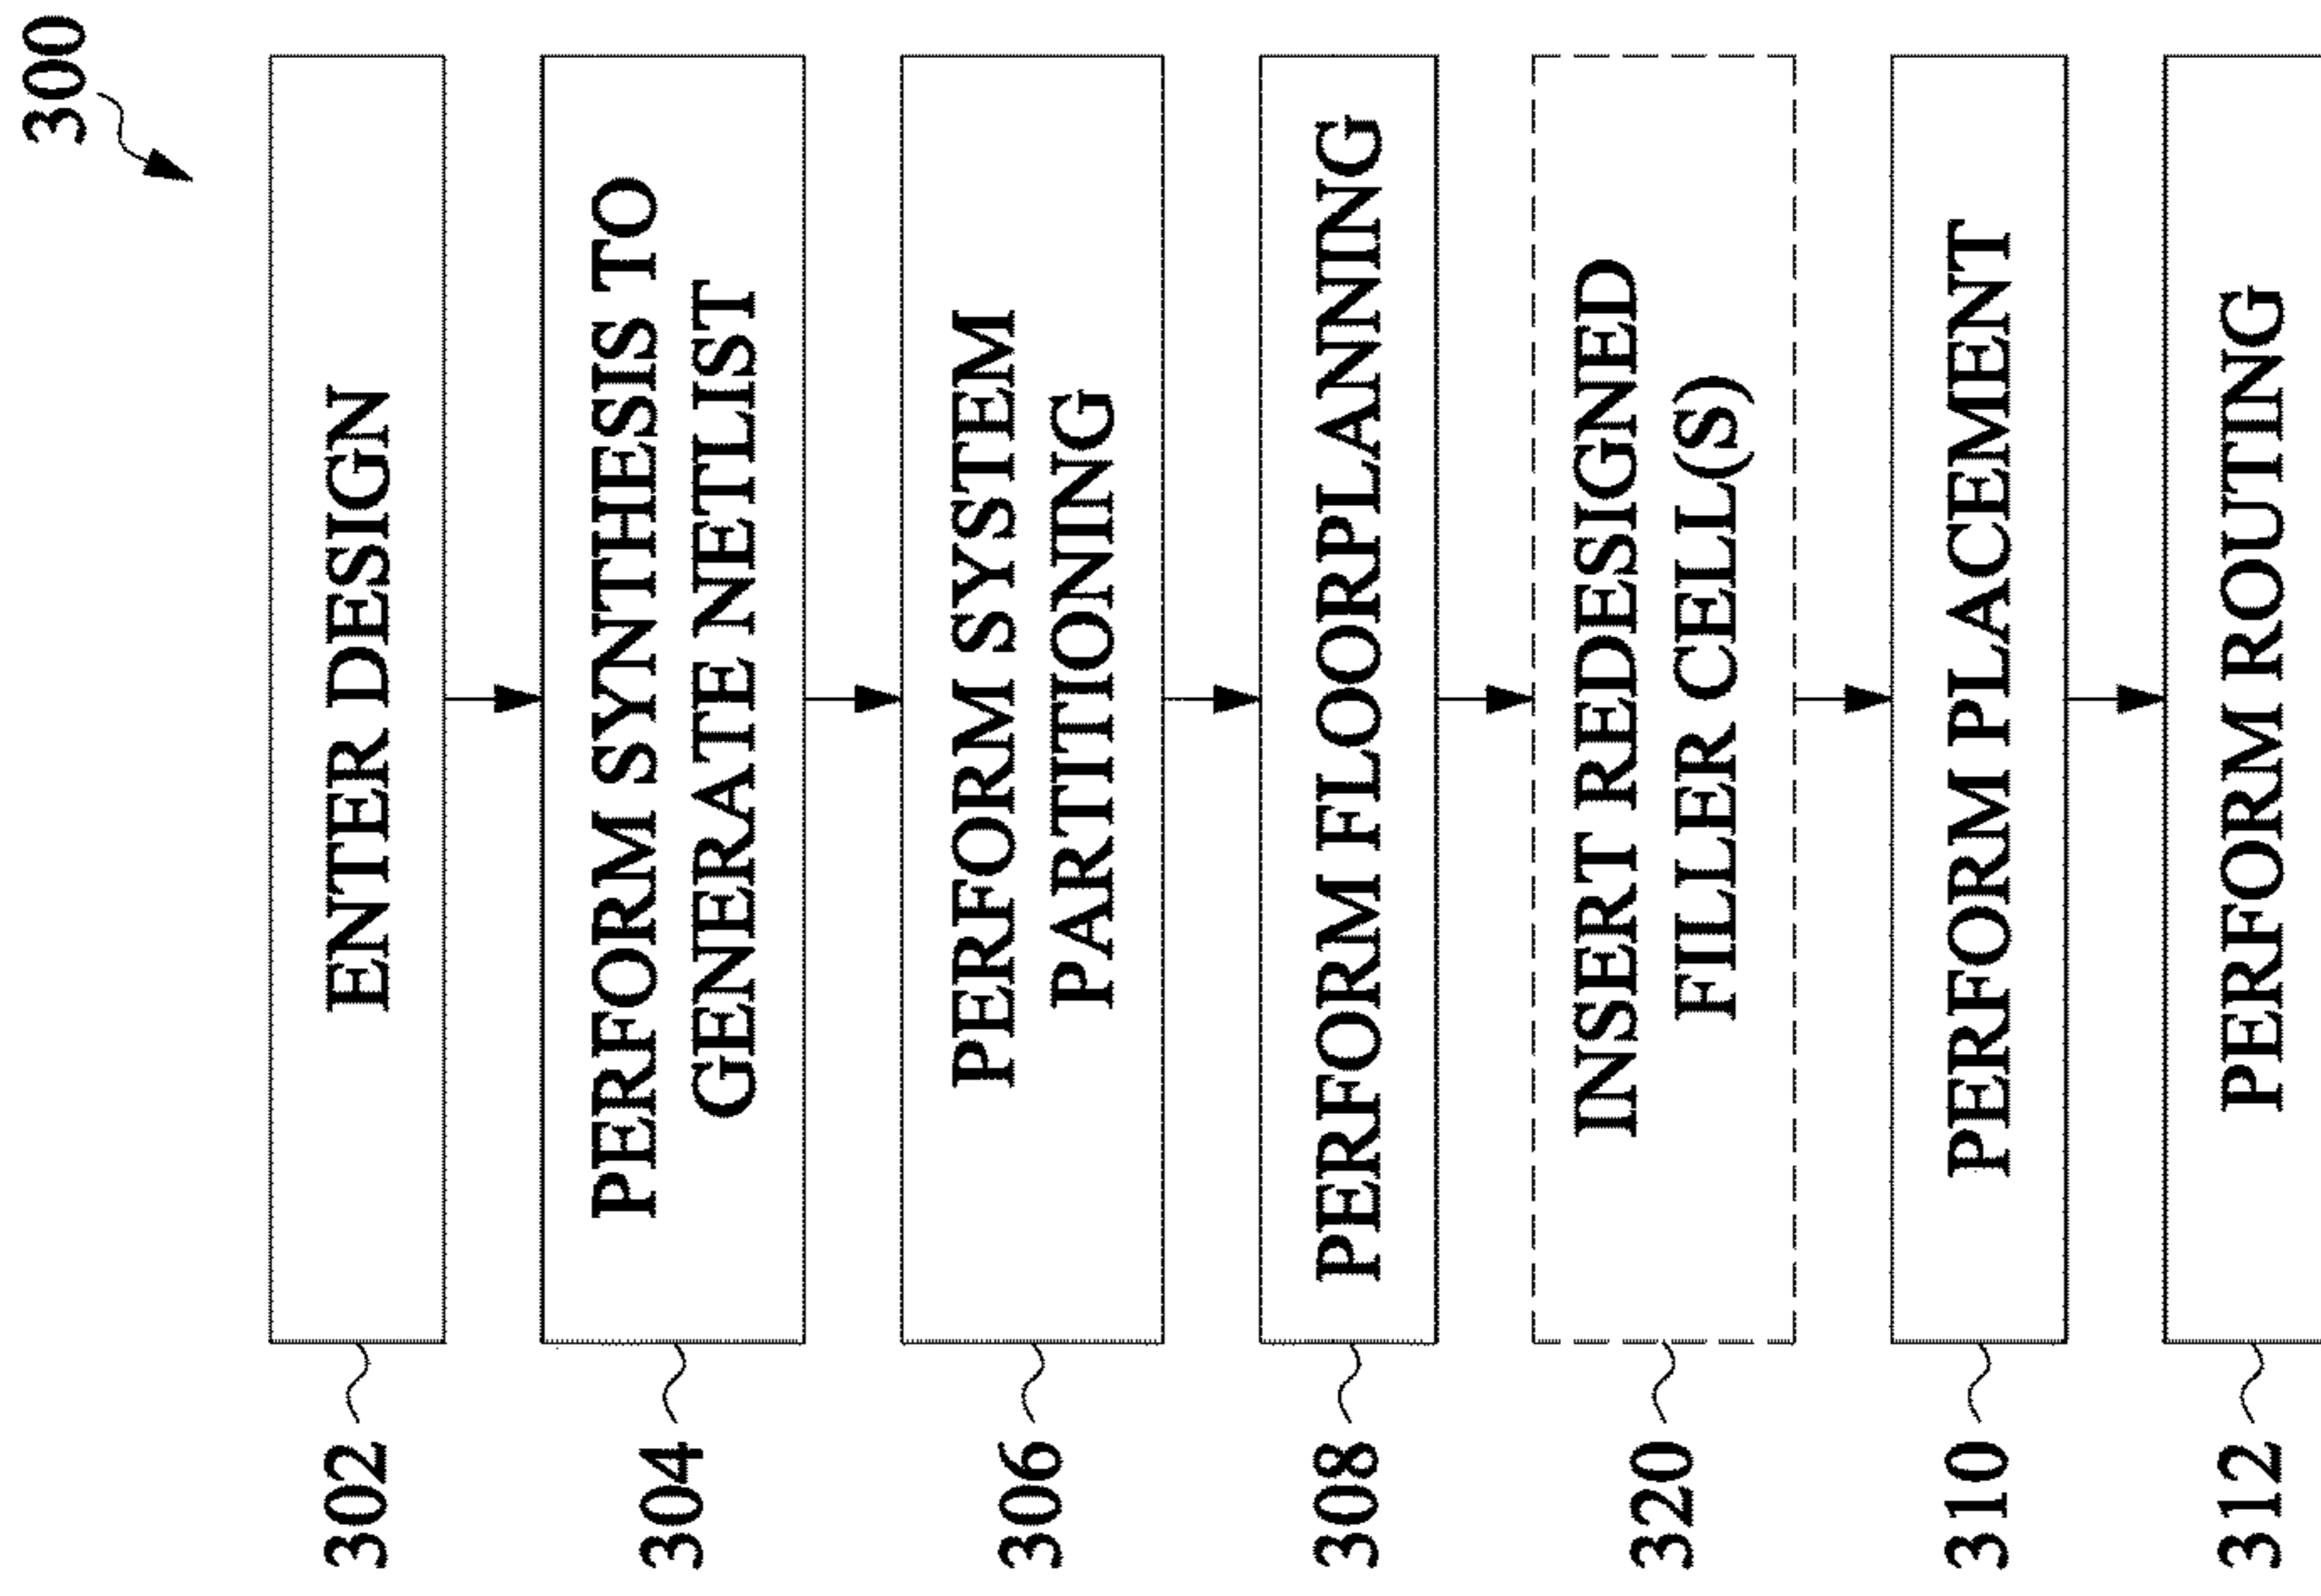 300
302
ENTER DESIGN
304
PERFORM SYNTHESIS TO
GENERATE NETLIST
306
PERFORM SYSTEM
PARTITIONING
308
PERFORM FLOORPLANNING
320
INSERT REDESIGNED
FILLER CELL(S)
310
PERFORM PLACEMENT
312
PERFORM ROUTING